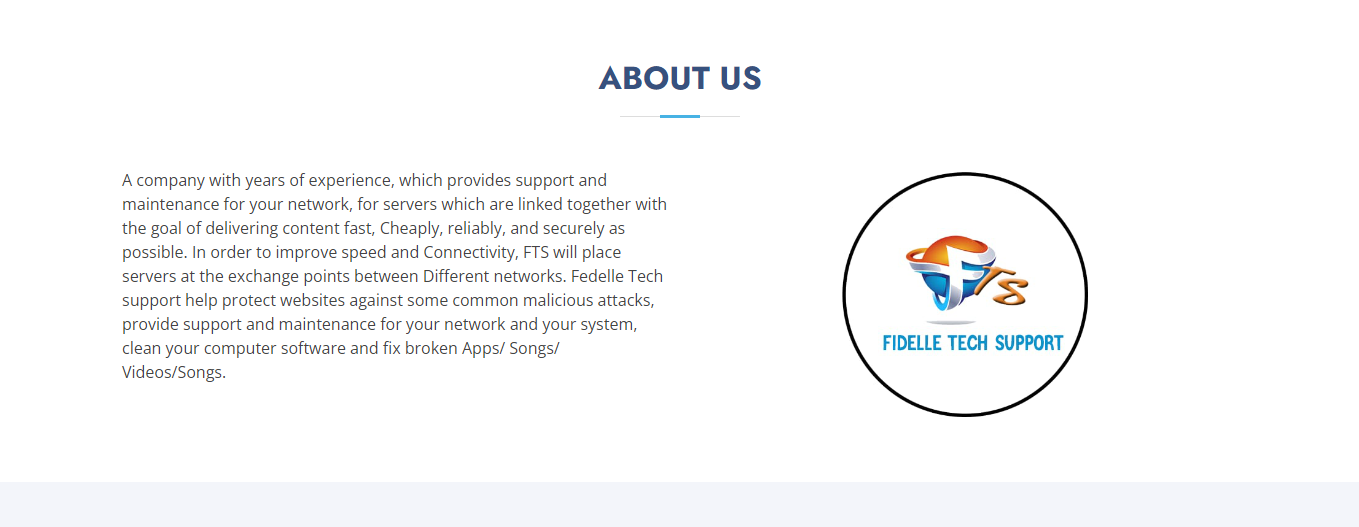 ABOUT US
A company with years of experience, which provides support and
maintenance for your network, for servers which are linked together with
the goal of delivering content fast, Cheaply, reliably, and securely as
possible. In order to improve speed and Connectivity, FTS will place
servers at the exchange points between Different networks. Fedelle Tech
support help protect websites against some common malicious attacks,
provide support and maintenance for your network and your system,
clean your computer software and fix broken Apps/ Songs/
Videos/Songs.
FTS
FIDELLE TECH SUPPORT